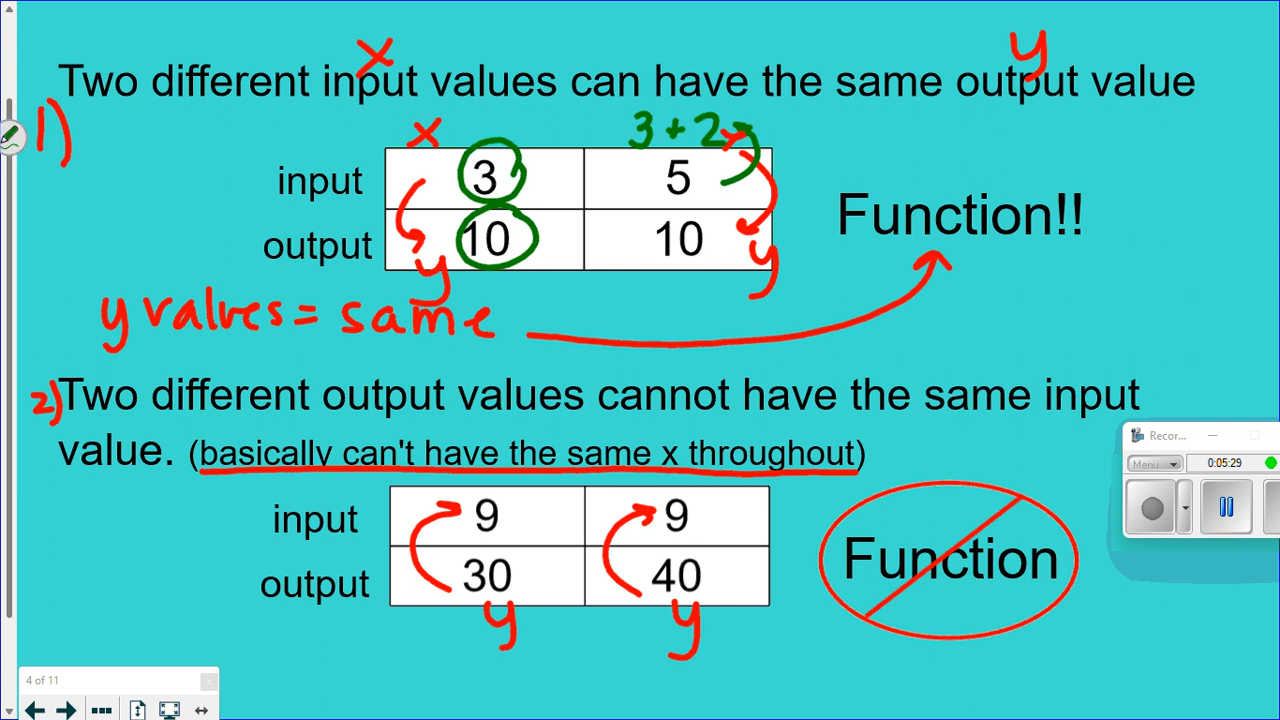 x y
Two different input values can have the same output value
1)
x 3 + 2 x
input 3 5
output 10 10
y y
Function!!
y values = same
2) Two different output values cannot have the same input
value. (basically can't have the same x throughout)
Recor...
Menu 0:05:29
input 9 9
output 30 40
y y
Function
4 of 11